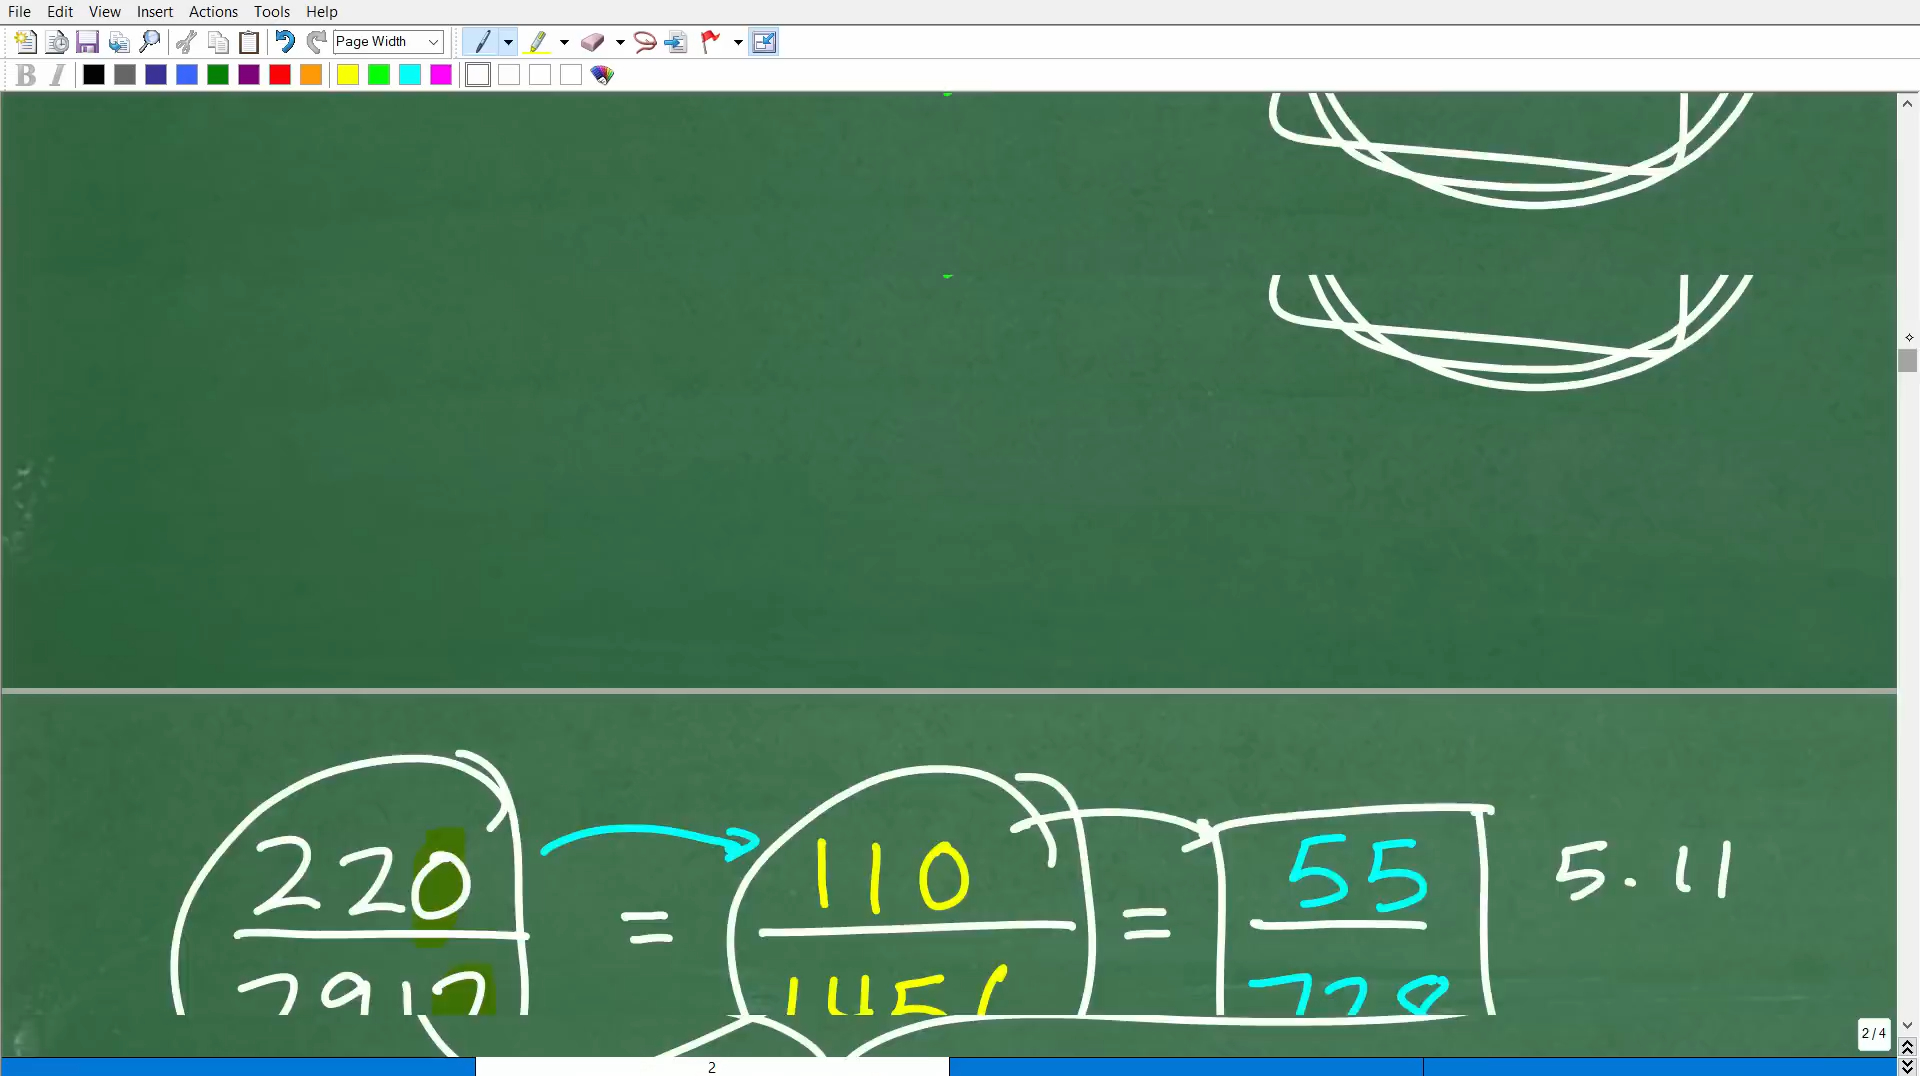 File Edit View Insert Actions Tools Help
Page Width
B I
220 = 110 = 55 5.11
2/4
2